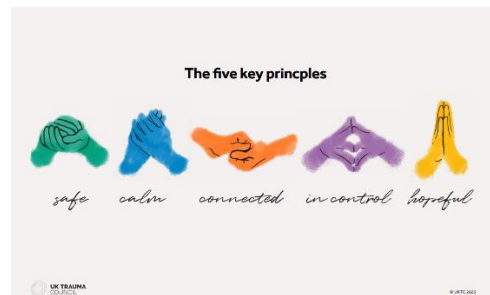 The five key princples
safe calm connected in control hopeful
UK TRAUMA
COUNCIL
© UKTC 2023